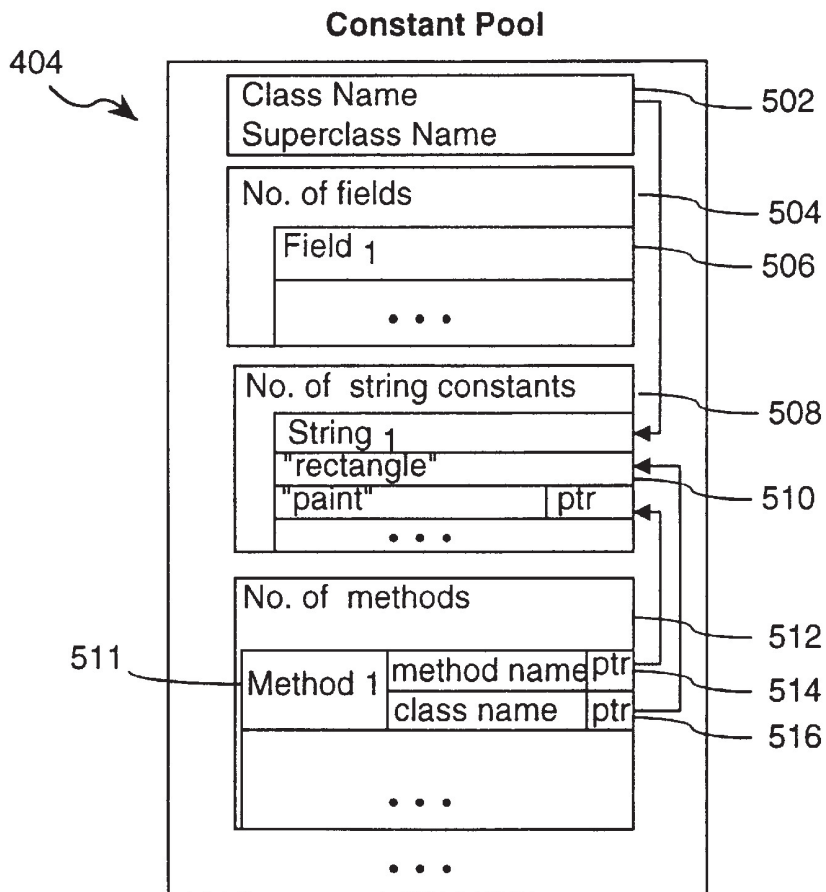 Constant Pool
404
Class Name
502
Superclass Name
No. of fields
504
Field 1
506
• • •
No. of string constants
508
String 1
"rectangle"
510
"paint" ptr
• • •
No. of methods
512
511
Method 1
method name ptr
514
class name ptr
516
• • •
• • •